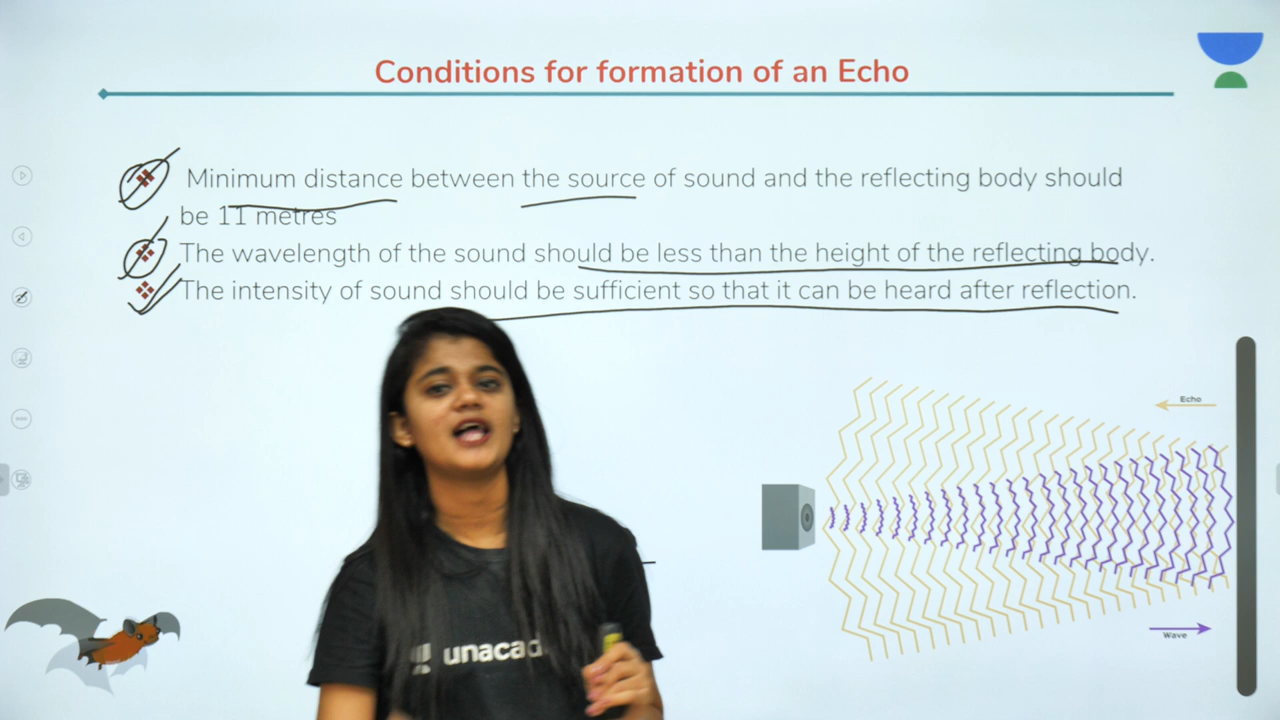 Conditions for formation of an Echo
Minimum distance between the source of sound and the reflecting body should
be 11 metres
The wavelength of the sound should be less than the height of the reflecting body.
The intensity of sound should be sufficient so that it can be heard after reflection.
Echo
Wave